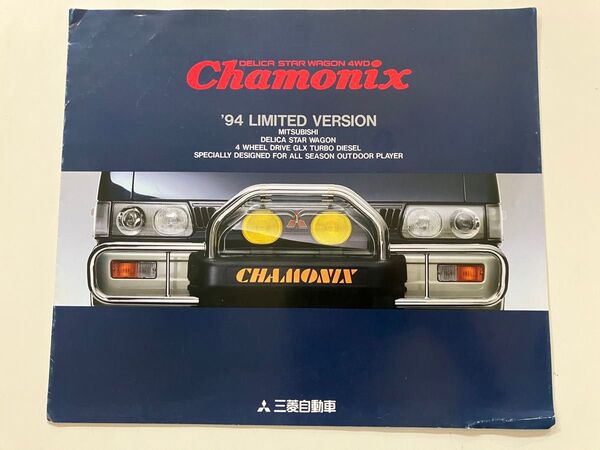 DELICA STAR WAGON 4WD
Chamonix
'94 LIMITED VERSION
MITSUBISHI
DELICA STAR WAGON
4 WHEEL DRIVE GLX TURBO DIESEL
SPECIALLY DESIGNED FOR ALL SEASON OUTDOOR PLAYER
CHAMONIX
三菱自動車